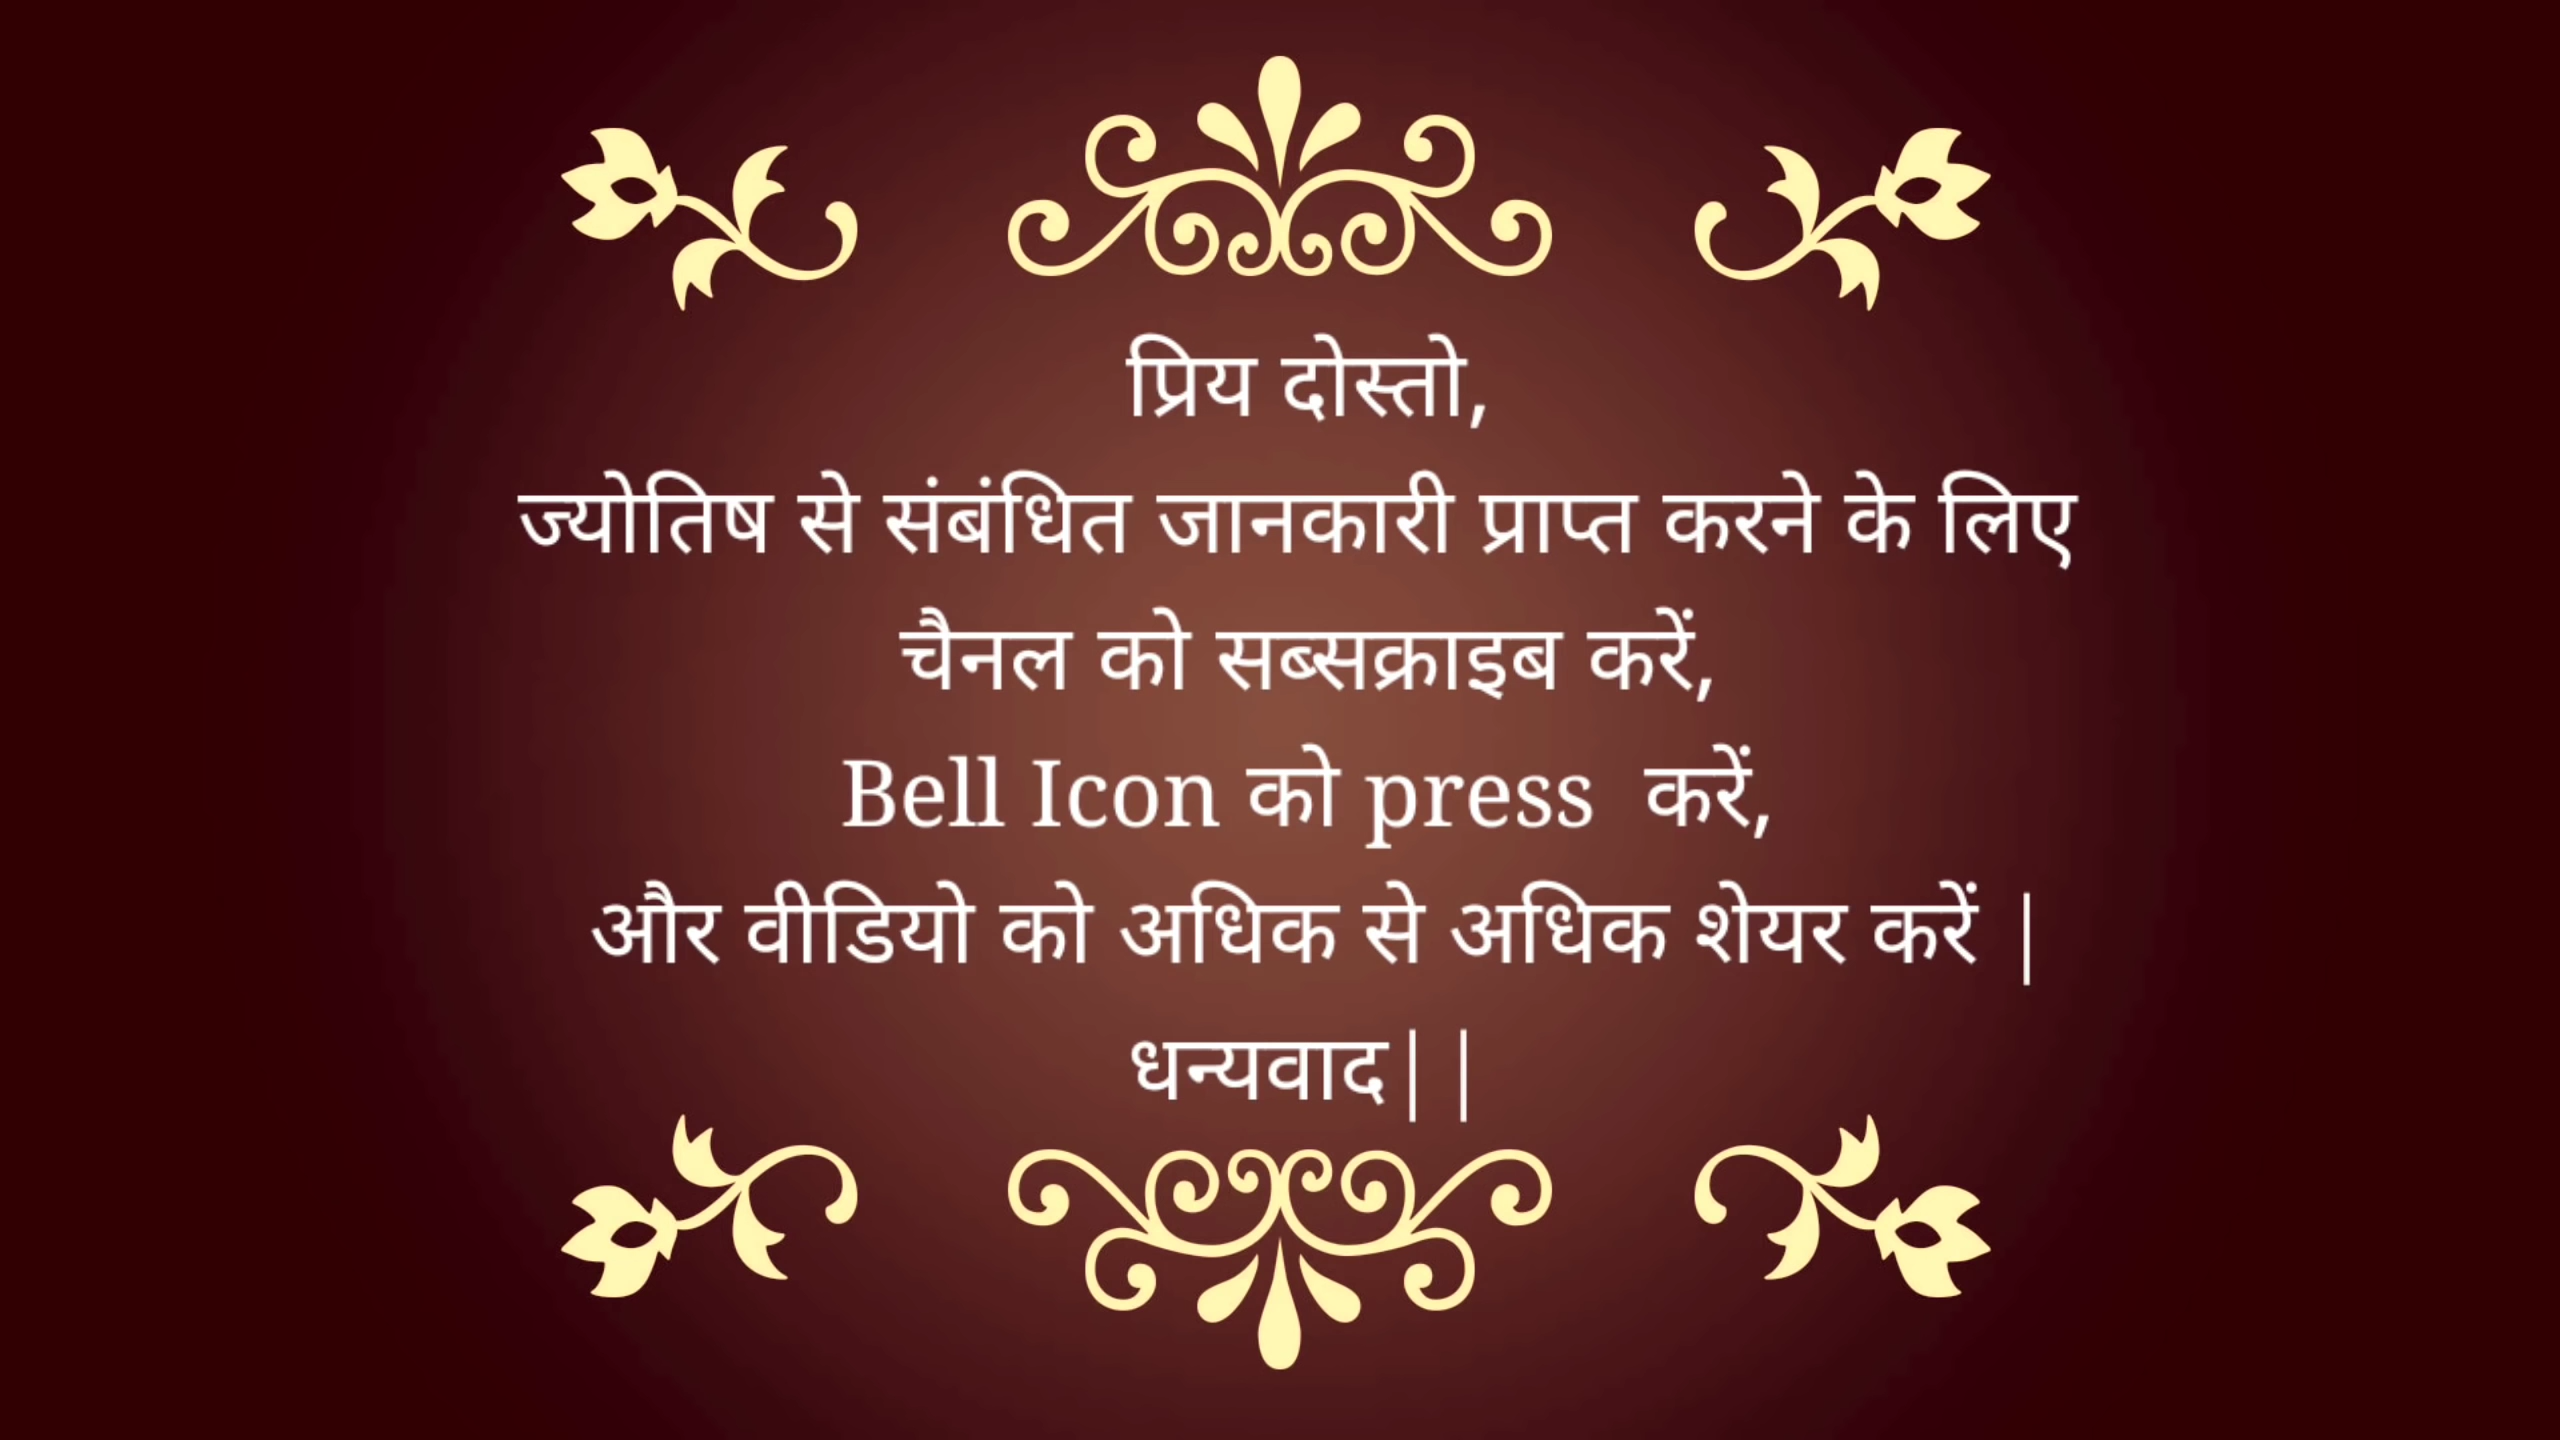 प्रिय दोस्तो,
ज्योतिष से संबंधित जानकारी प्राप्त करने के लिए
चैनल को सब्सक्राइब करें,
Bell Icon को press  करें,
और वीडियो को अधिक से अधिक शेयर करें |
धन्यवाद||